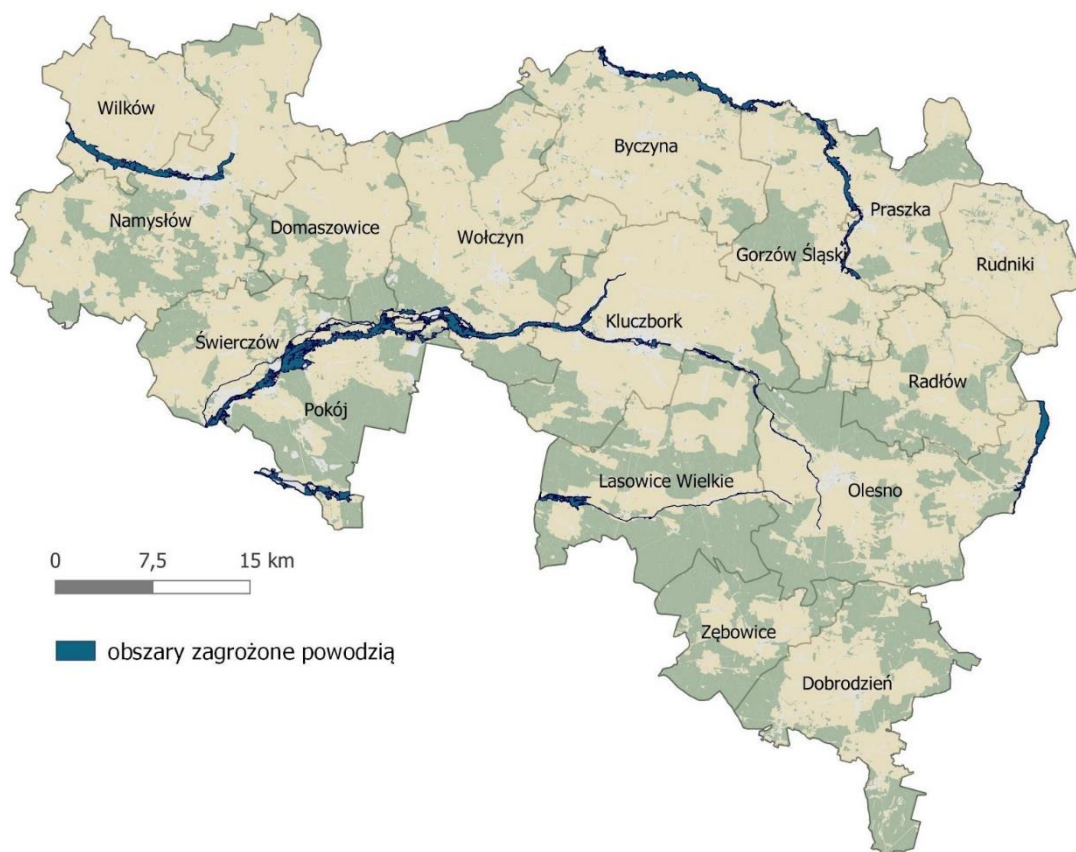 Wilków
Byczyna
Namysłów
Domaszowice
Wołczyn
Praszka
Gorzów Śląski
Rudniki
Świerczów
Kluczbork
Radłów
Pokój
Lasowice Wielkie
Olesno
0 7,5 15 km
Zębowice
obszary zagrożone powodzią
Dobrodzień